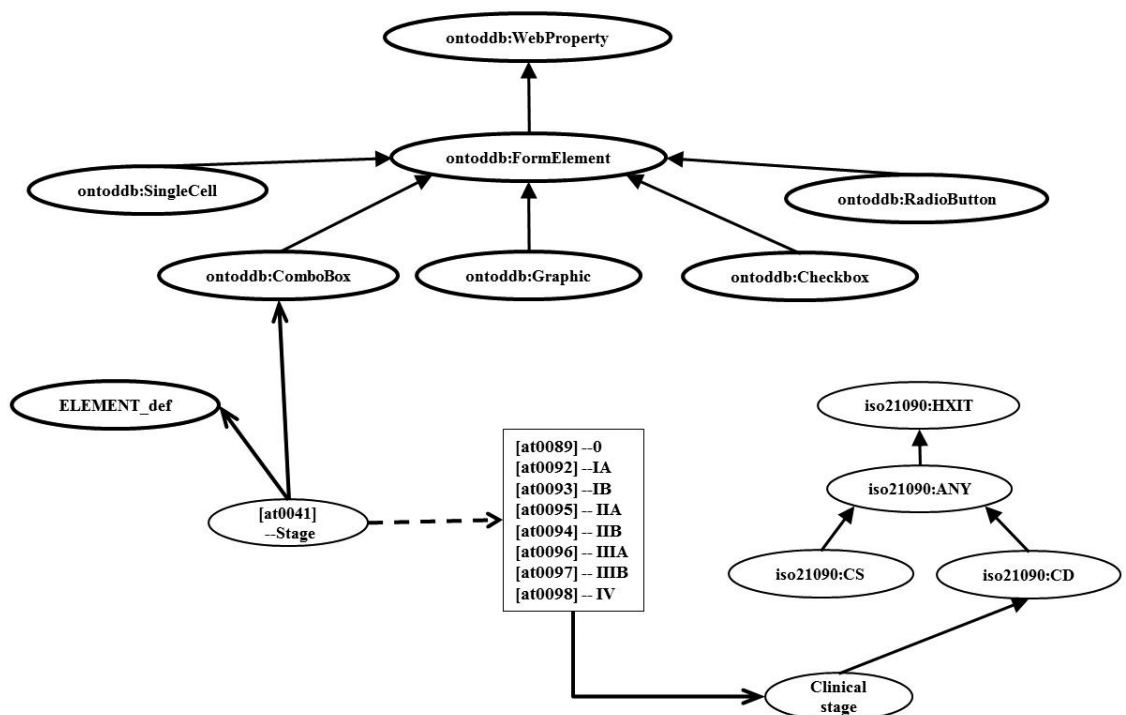 ontoddb:WebProperty
ontoddb:FormElement
ontoddb:SingleCell
ontoddb:RadioButton
ontoddb:ComboBox
ontoddb:Graphic
ontoddb:Checkbox
ELEMENT_def
iso21090:HXIT
[at0089] --0
[at0092] --IA
[at0093] --IB
[at0095] -- IIA
[at0094] -- IIB
[at0096] -- IIIA
[at0097] -- IIIB
[at0098] -- IV
iso21090:ANY
[at0041]
--Stage
iso21090:CS
iso21090:CD
Clinical
stage